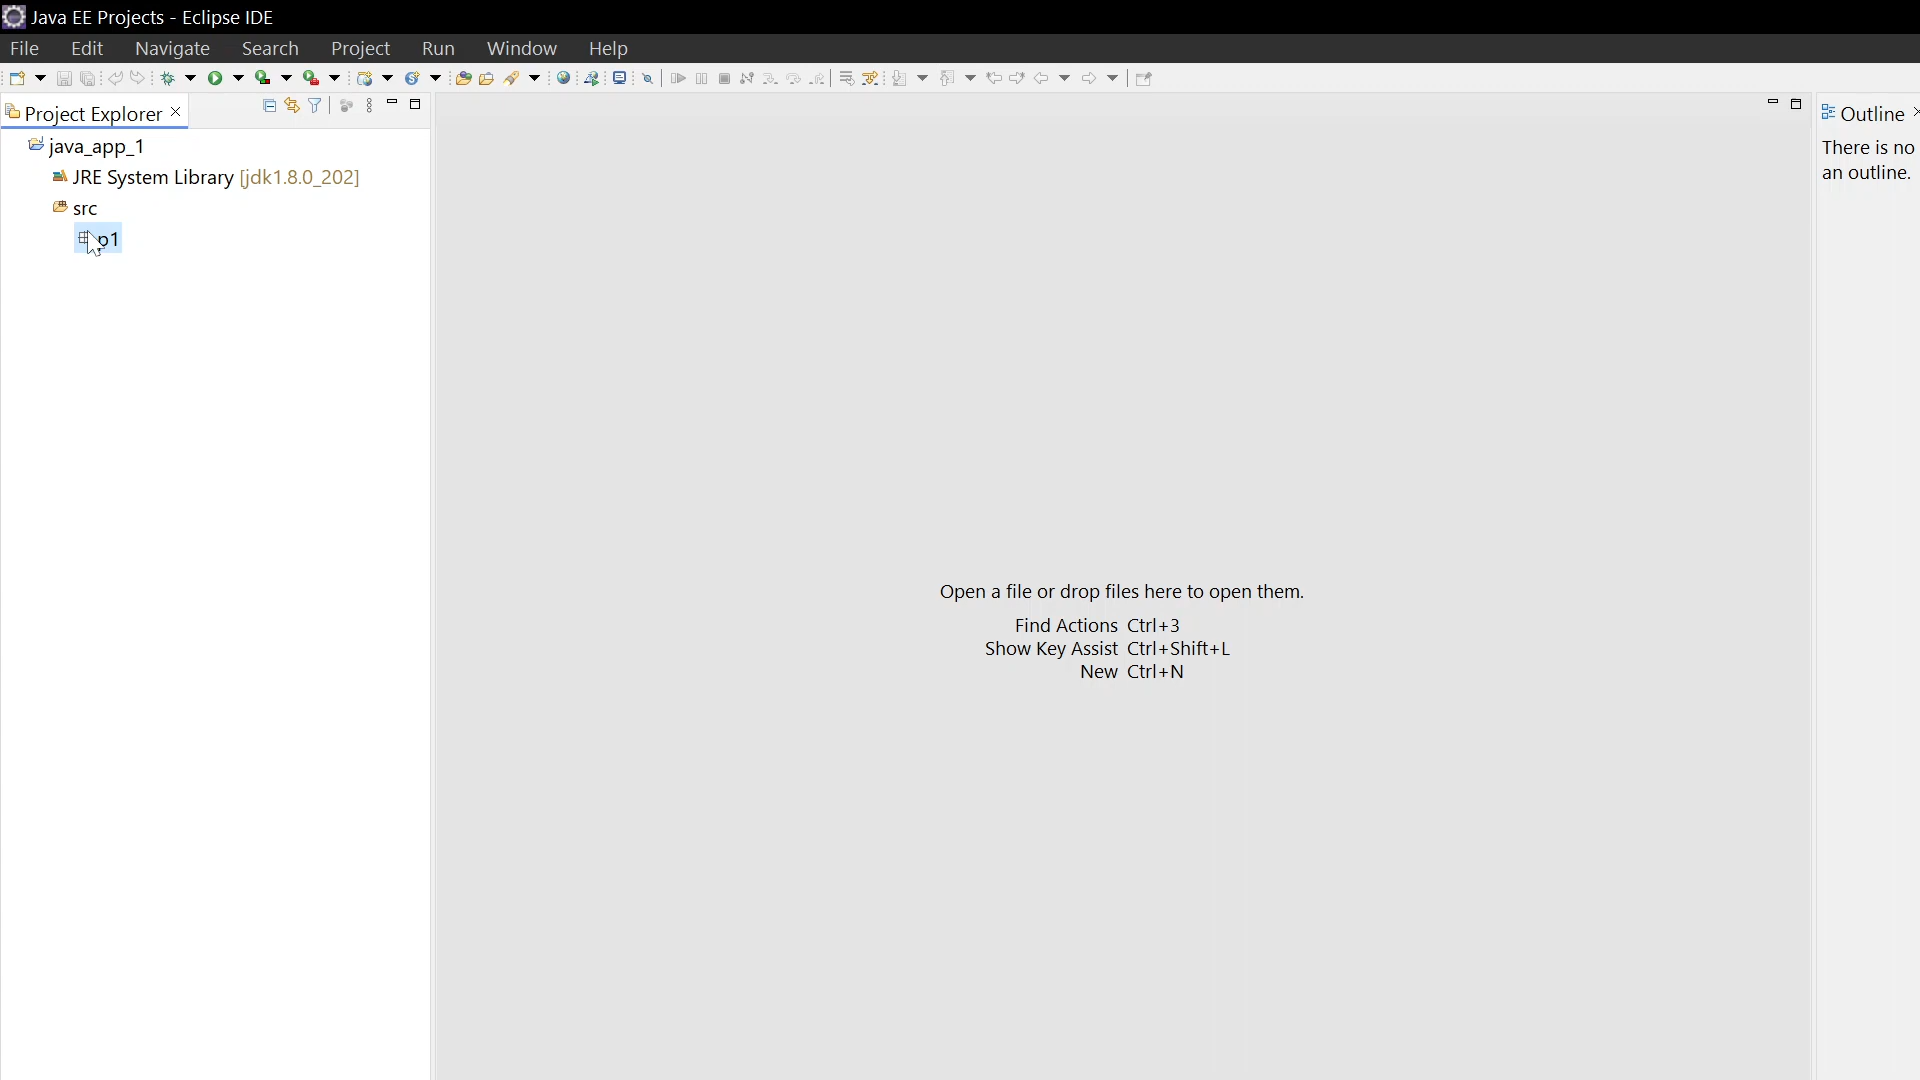 Java EE Projects - Eclipse IDE
File Edit Navigate Search Project Run Window Help
Project Explorer
java_app_1
JRE System Library [jdk1.8.0_202]
src
p1
Open a file or drop files here to open them.
Find Actions Ctrl+3
Show Key Assist Ctrl+Shift+L
New Ctrl+N
Outline
There is no
an outline.